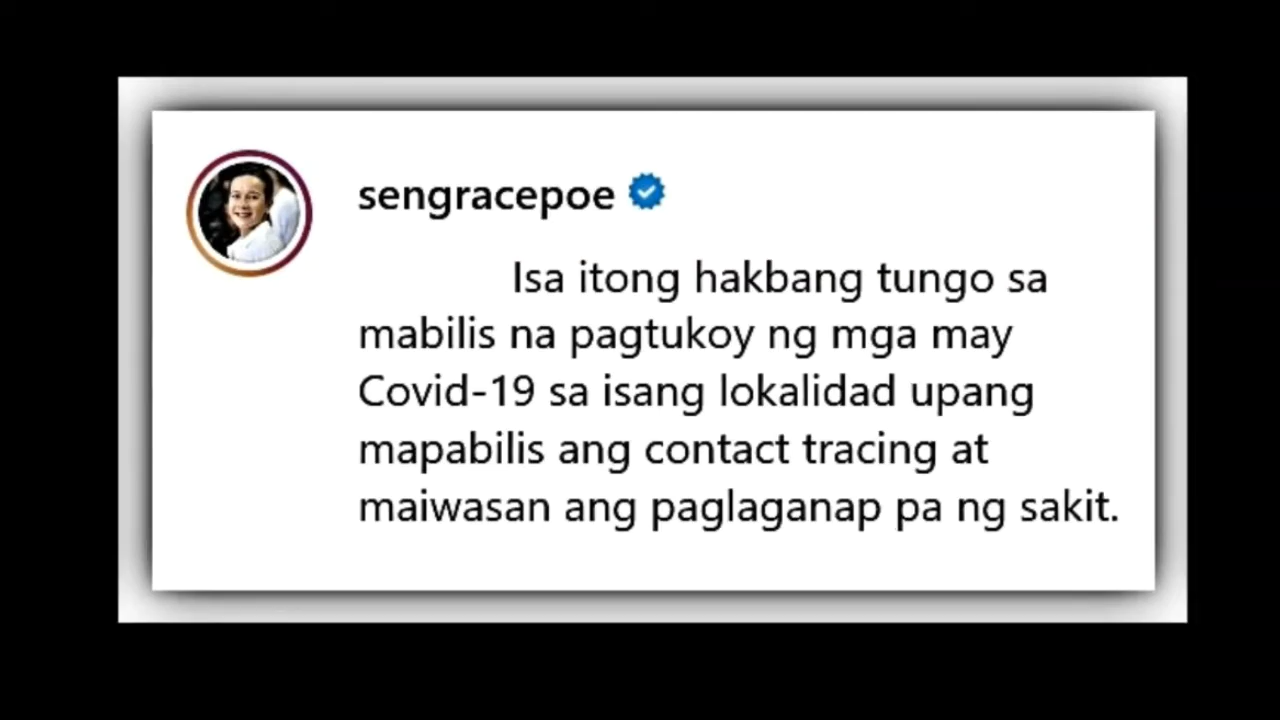 sengracepoe
Isa itong hakbang tungo sa
mabilis na pagtukoy ng mga may
Covid-19 sa isang lokalidad upang
mapabilis ang contact tracing at
maiwasan ang paglaganap pa ng sakit.